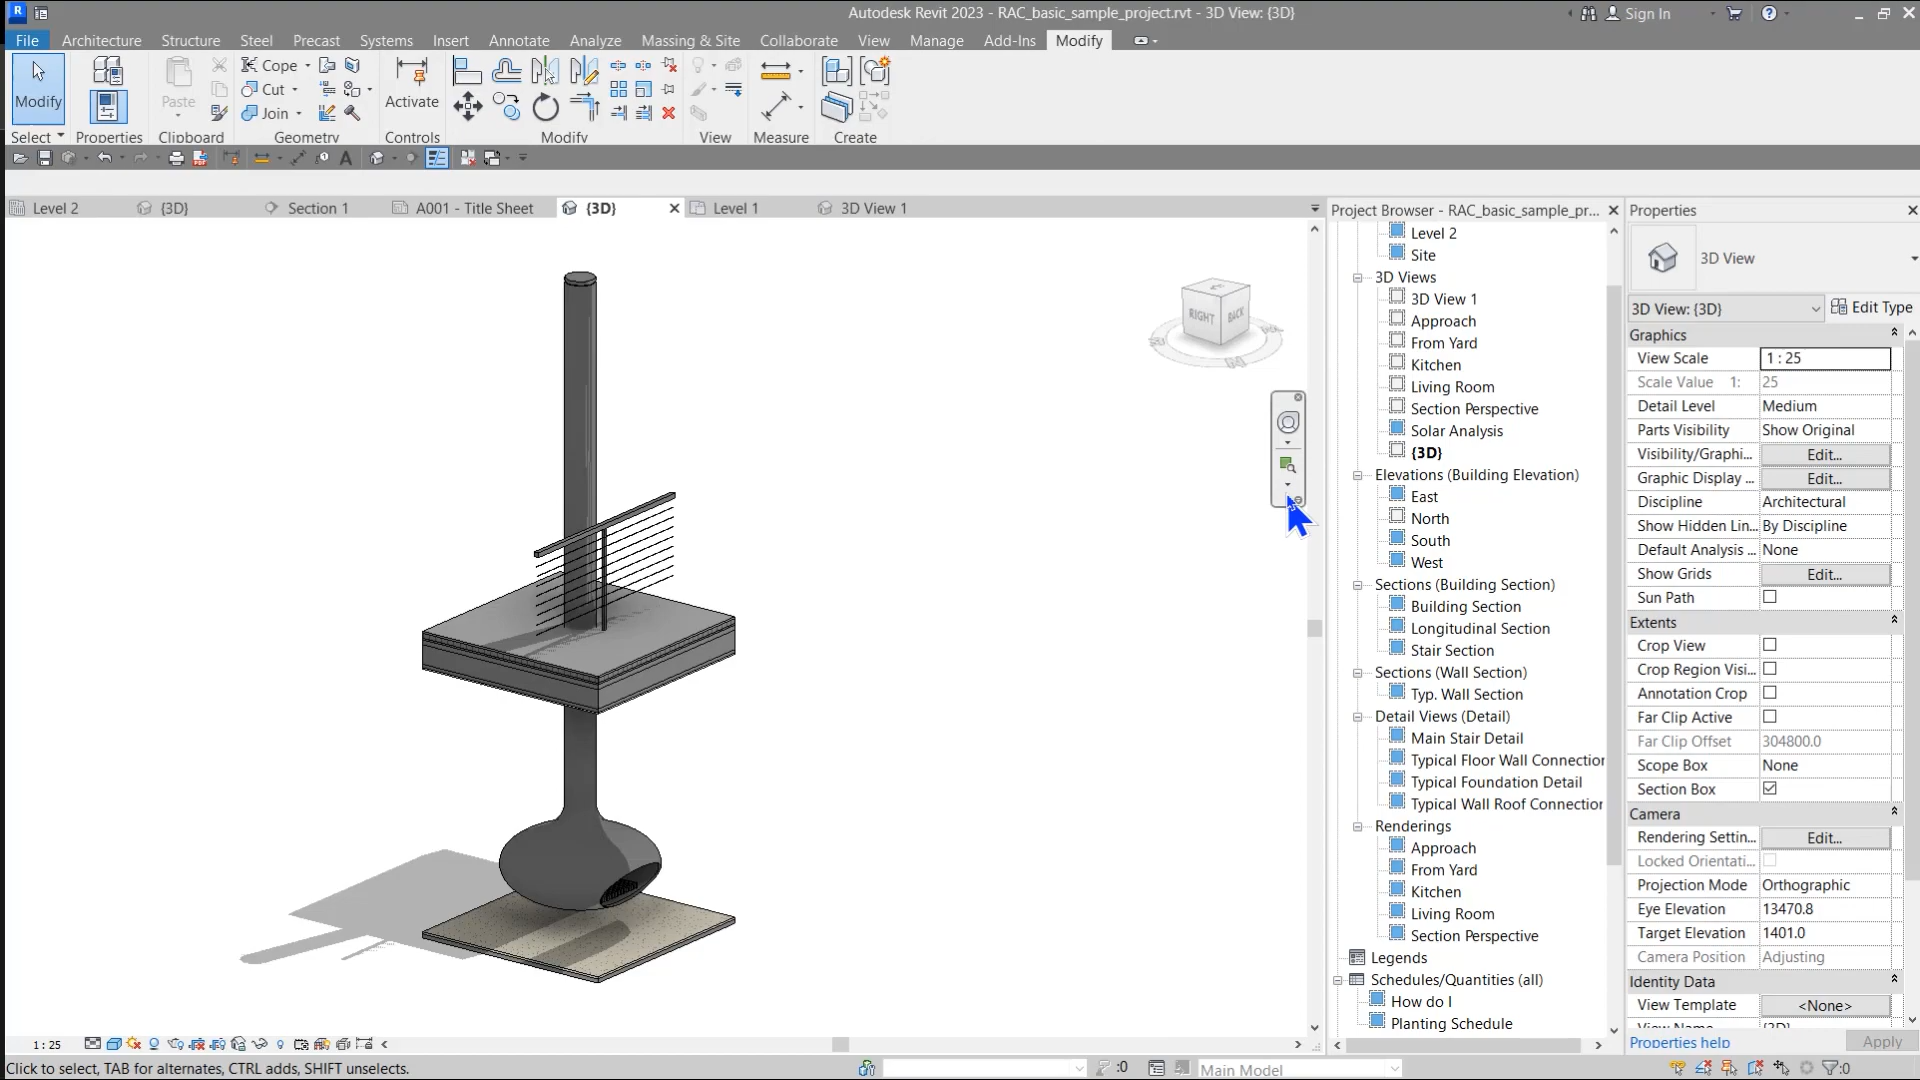 Autodesk Revit 2023 - RAC_basic_sample_project.rvt - 3D View: {3D}
Sign In
File Architecture Structure Steel Precast Systems Insert Annotate Analyze Massing & Site Collaborate View Manage Add-Ins Modify
Modify
Paste
Cope
Cut
Join
Activate
Select Properties Clipboard Geometry Controls Modify View Measure Create
Level 2
{3D}
Section 1
A001 - Title Sheet
{3D}
Level 1
3D View 1
RIGHT
BACK
Project Browser - RAC_basic_sample_pr...
Level 2
Site
3D Views
3D View 1
Approach
From Yard
Kitchen
Living Room
Section Perspective
Solar Analysis
{3D}
Elevations (Building Elevation)
East
North
South
West
Sections (Building Section)
Building Section
Longitudinal Section
Stair Section
Sections (Wall Section)
Typ. Wall Section
Detail Views (Detail)
Main Stair Detail
Typical Floor Wall Connection
Typical Foundation Detail
Typical Wall Roof Connection
Renderings
Approach
From Yard
Kitchen
Living Room
Section Perspective
Legends
Schedules/Quantities (all)
How do I
Planting Schedule
Properties
3D View
3D View: {3D}
Edit Type
Graphics
View Scale 1 : 25
Scale Value 1: 25
Detail Level Medium
Parts Visibility Show Original
Visibility/Graphi... Edit...
Graphic Display ... Edit...
Discipline Architectural
Show Hidden Lin... By Discipline
Default Analysis ... None
Show Grids Edit...
Sun Path
Extents
Crop View
Crop Region Visi...
Annotation Crop
Far Clip Active
Far Clip Offset 304800.0
Scope Box None
Section Box
Camera
Rendering Settin... Edit...
Locked Orientati...
Projection Mode Orthographic
Eye Elevation 13470.8
Target Elevation 1401.0
Camera Position Adjusting
Identity Data
View Template <None>
View Name {3D}
Properties help
Apply
1 : 25
Click to select, TAB for alternates, CTRL adds, SHIFT unselects.
:0
Main Model
:0